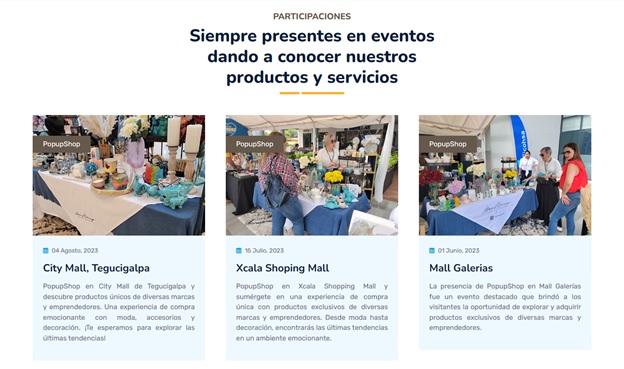 PARTICIPACIONES
Siempre presentes en eventos
dando a conocer nuestros
productos y servicios
PopupShop
PopupShop
PopupShop
04 Agosto, 2023
City Mall, Tegucigalpa
PopupShop en City Mall de Tegucigalpa y
descubre productos únicos de diversas marcas
y emprendedores. Una experiencia de compra
emocionante con moda, accesorios y
decoración. ¡Te esperamos para explorar las
últimas tendencias!
15 Julio, 2023
Xcala Shoping Mall
PopupShop en Xcala Shopping Mall y
sumérgete en una experiencia de compra
única con productos exclusivos de diversas
marcas y emprendedores. Desde moda hasta
decoración, encontrarás las últimas tendencias
en un ambiente emocionante.
01 Junio, 2023
Mall Galerias
La presencia de PopupShop en Mall Galerías
fue un evento destacado que brindó a los
visitantes la oportunidad de explorar y adquirir
productos exclusivos de diversas marcas y
emprendedores.